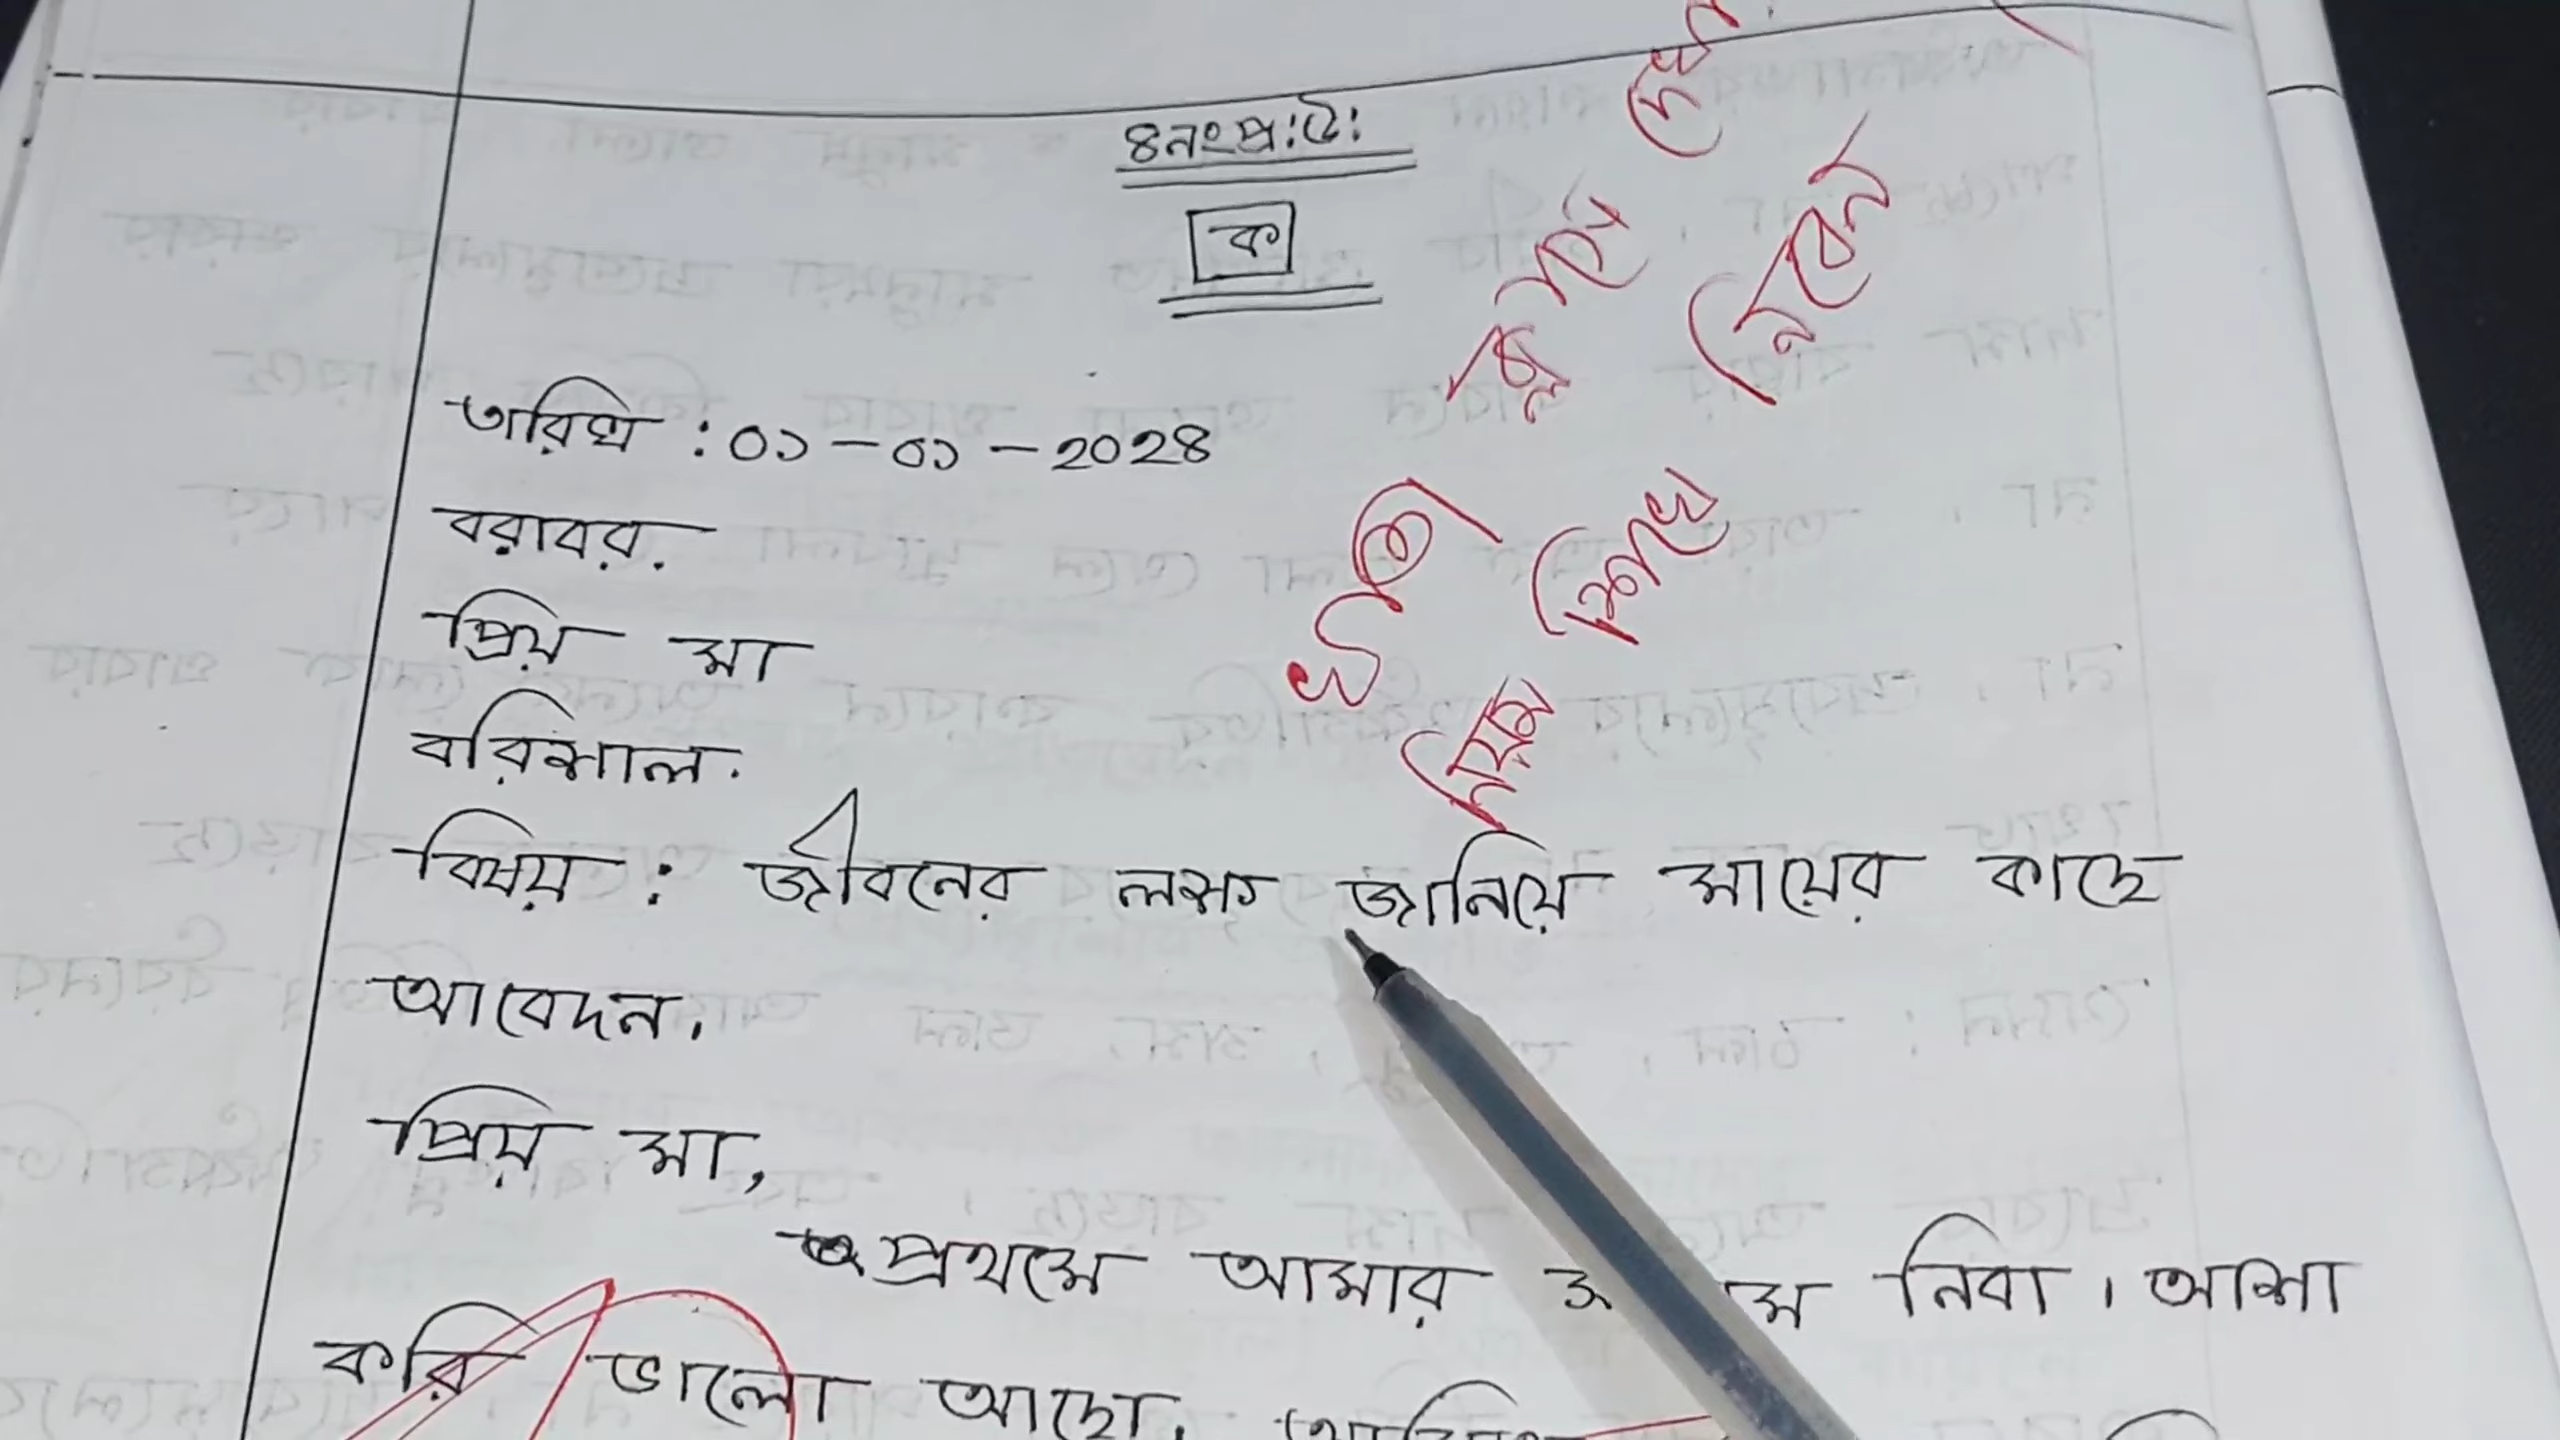 ৪নং প্র: উ:
ক
তারিখ : ০১ - ০১ - ২০২৪
বরাবর.
প্রিয় মা
বরিশাল.
বিষয় : জীবনের লক্ষ্য জানিয়ে মায়ের কাছে
আবেদন.
প্রিয় মা,
প্রথমে আমার নিবা । আশা
করি ভালো আছো.
নিয়ম শিখে নিবেন